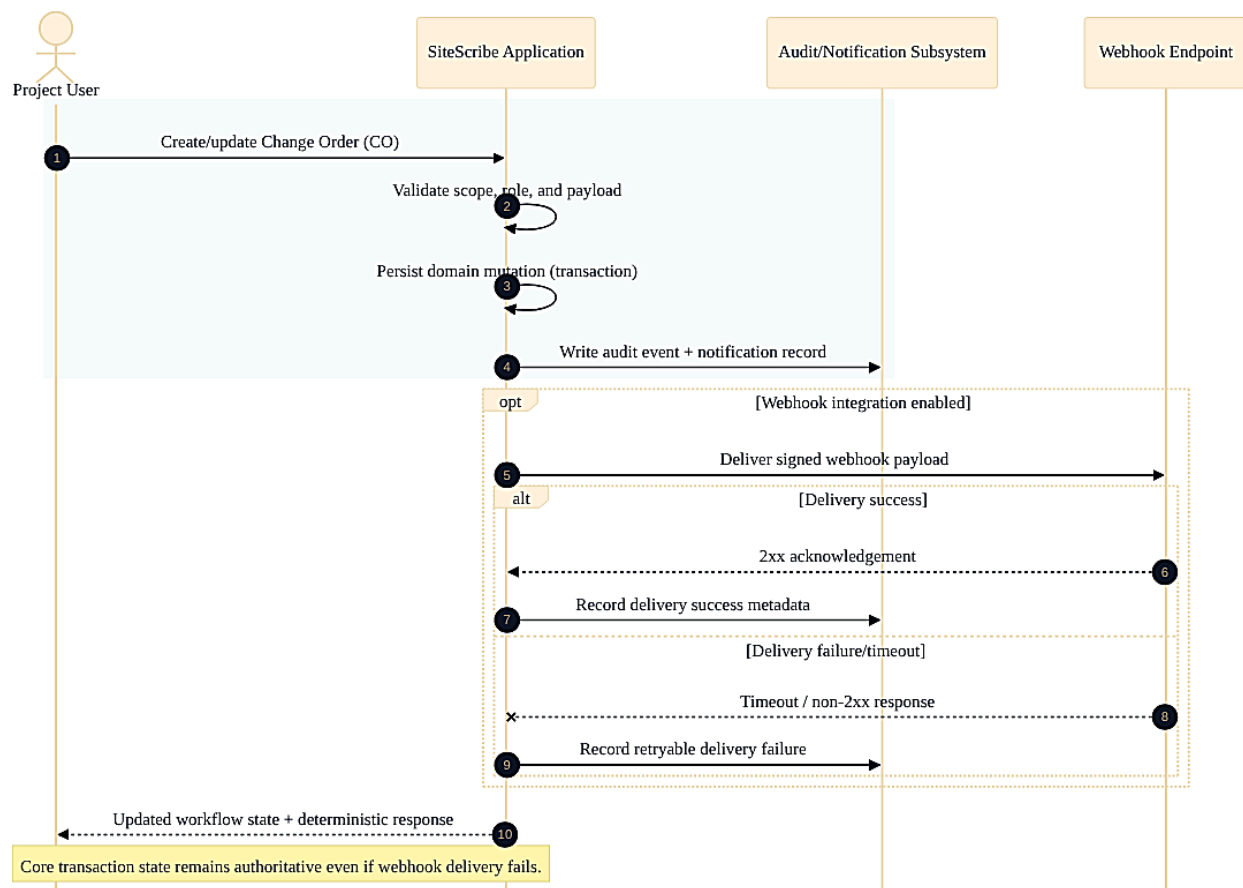 SiteScribe Application
Audit/Notification Subsystem
Webhook Endpoint
Project User
Create/update Change Order (CO)
1
Validate scope, role, and payload
2
Persist domain mutation (transaction)
3
Write audit event + notification record
4
opt
[Webhook integration enabled]
Deliver signed webhook payload
5
alt
[Delivery success]
2xx acknowledgement
6
Record delivery success metadata
7
[Delivery failure/timeout]
Timeout / non-2xx response
8
Record retryable delivery failure
9
Updated workflow state + deterministic response
10
Core transaction state remains authoritative even if webhook delivery fails.